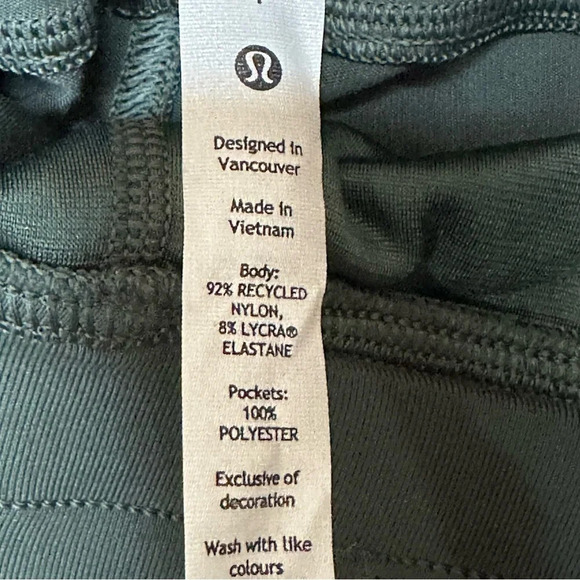 Designed in
Vancouver
Made in
Vietnam
Body:
92% RECYCLED
NYLON,
8% LYCRA®
ELASTANE
Pockets:
100%
POLYESTER
Exclusive of
decoration
Wash with like
colours